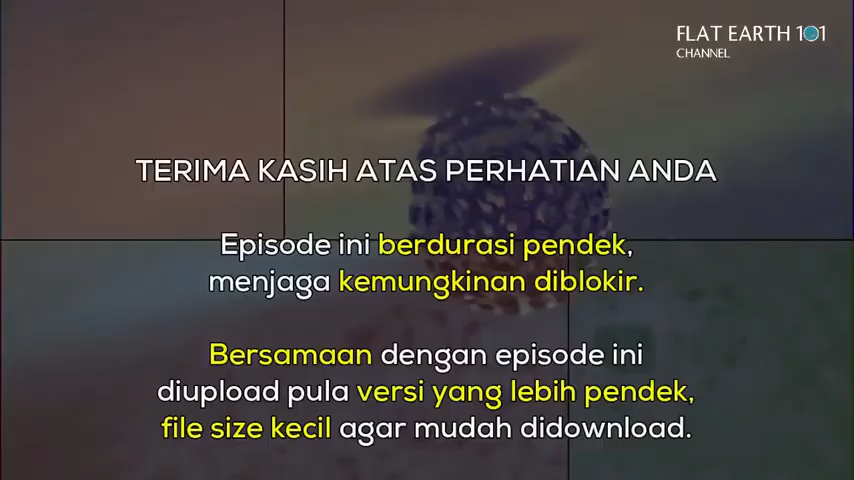 FLAT EARTH 101
CHANNEL
TERIMA KASIH ATAS PERHATIAN ANDA
Episode ini berdurasi pendek,
menjaga kemungkinan diblokir.
Bersamaan dengan episode ini
diupload pula versi yang lebih pendek,
file size kecil agar mudah didownload.